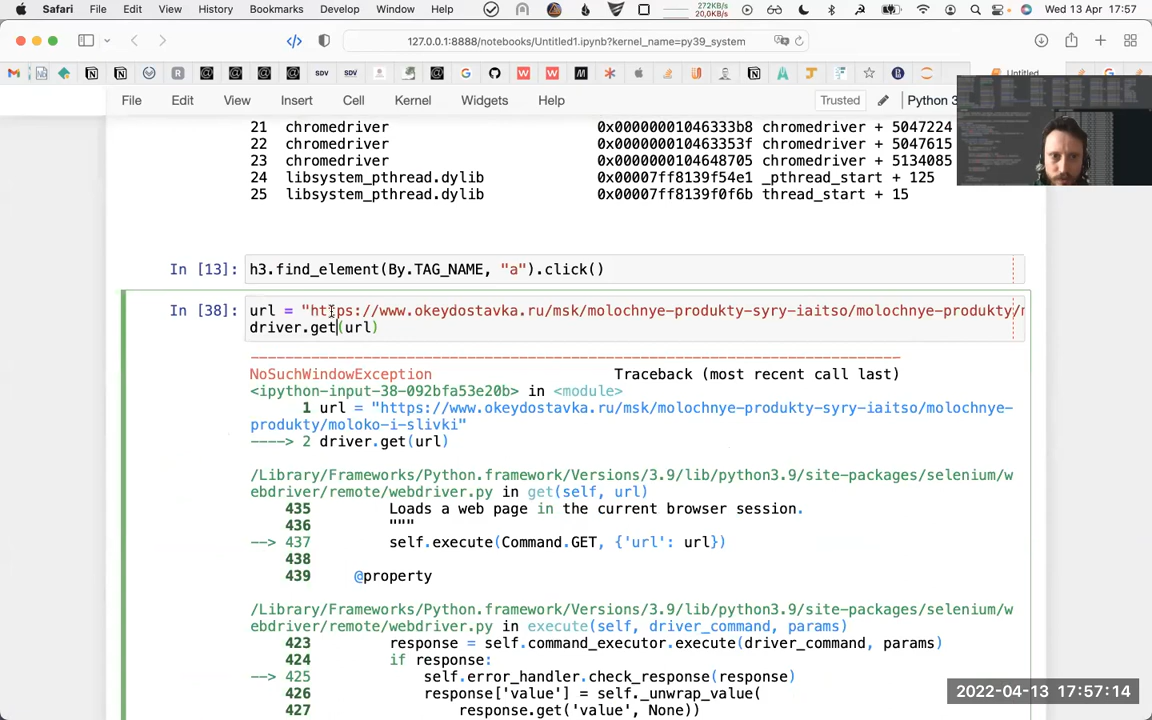 Safari File Edit View History Bookmarks Develop Window Help 272KB 20,0KB Wed 13 Apr 17:57
127.0.0.1:8888/notebooks/Untitled1.ipynb?kernel_name=py39_system
SDV SDV Untitled
File Edit View Insert Cell Kernel Widgets Help Trusted Python 3
21 chromedriver 0x00000001046333b8 chromedriver + 5047224
22 chromedriver 0x000000010463353f chromedriver + 5047615
23 chromedriver 0x0000000104648705 chromedriver + 5134085
24 libsystem_pthread.dylib 0x00007ff8139f54e1 _pthread_start + 125
25 libsystem_pthread.dylib 0x00007ff8139f0f6b thread_start + 15
In [13]: h3.find_element(By.TAG_NAME, "a").click()
In [38]: url = "https://www.okeydostavka.ru/msk/molochnye-produkty-syry-iaitso/molochnye-produkty/
driver.get(url)
NoSuchWindowException Traceback (most recent call last)
<ipython-input-38-092bfa53e20b> in <module>
1 url = "https://www.okeydostavka.ru/msk/molochnye-produkty-syry-iaitso/molochnye-
produkty/moloko-i-slivki"
----> 2 driver.get(url)
/Library/Frameworks/Python.framework/Versions/3.9/lib/python3.9/site-packages/selenium/w
ebdriver/remote/webdriver.py in get(self, url)
435 Loads a web page in the current browser session.
436 """
--> 437 self.execute(Command.GET, {'url': url})
438
439 @property
/Library/Frameworks/Python.framework/Versions/3.9/lib/python3.9/site-packages/selenium/w
ebdriver/remote/webdriver.py in execute(self, driver_command, params)
423 response = self.command_executor.execute(driver_command, params)
424 if response:
--> 425 self.error_handler.check_response(response)
426 response['value'] = self._unwrap_value(
427 response.get('value', None))
2022-04-13 17:57:14